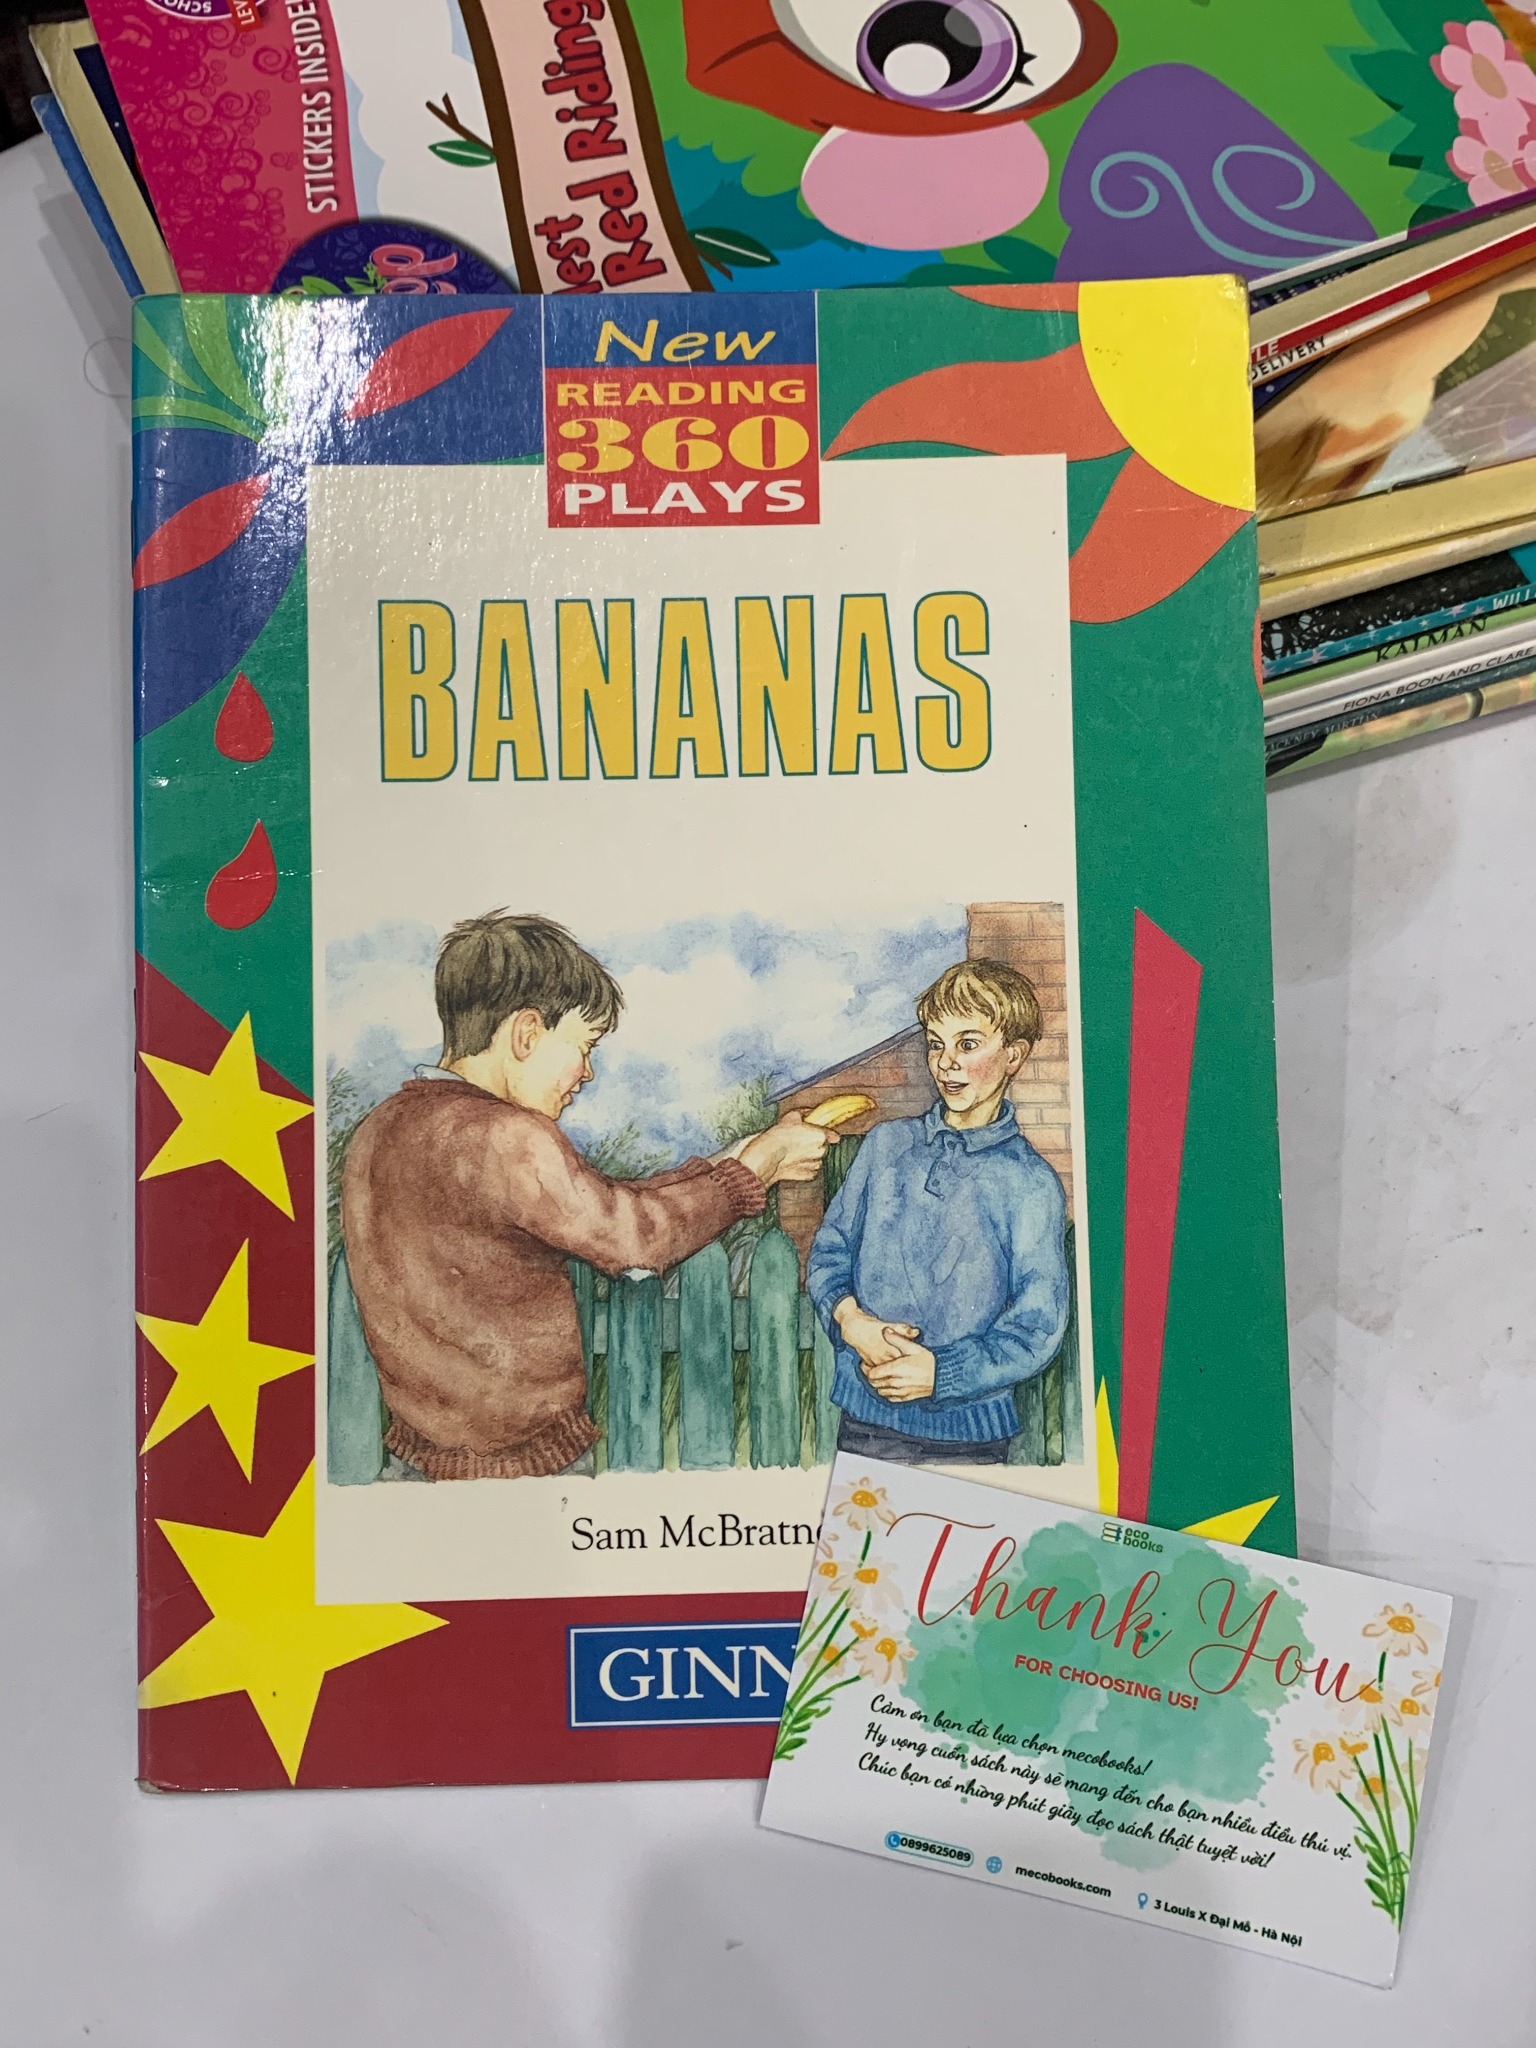 STICKERS INSIDE
Red Riding
New
READING
360
PLAYS
BANANAS
DELIVERY
KALMAN
FIONA BOON AND CLARE
Sam McBratne
GINN
eco
books
Thank You
FOR CHOOSING US!
Cảm ơn bạn đã lựa chọn mecobooks!
Hy vọng cuốn sách này sẽ mang đến cho bạn nhiều điều thú vị.
Chúc bạn có những phút giây đọc sách thật tuyệt vời!
0899625089 mecobooks.com 3 Louis X Đại Mỗ - Hà Nội